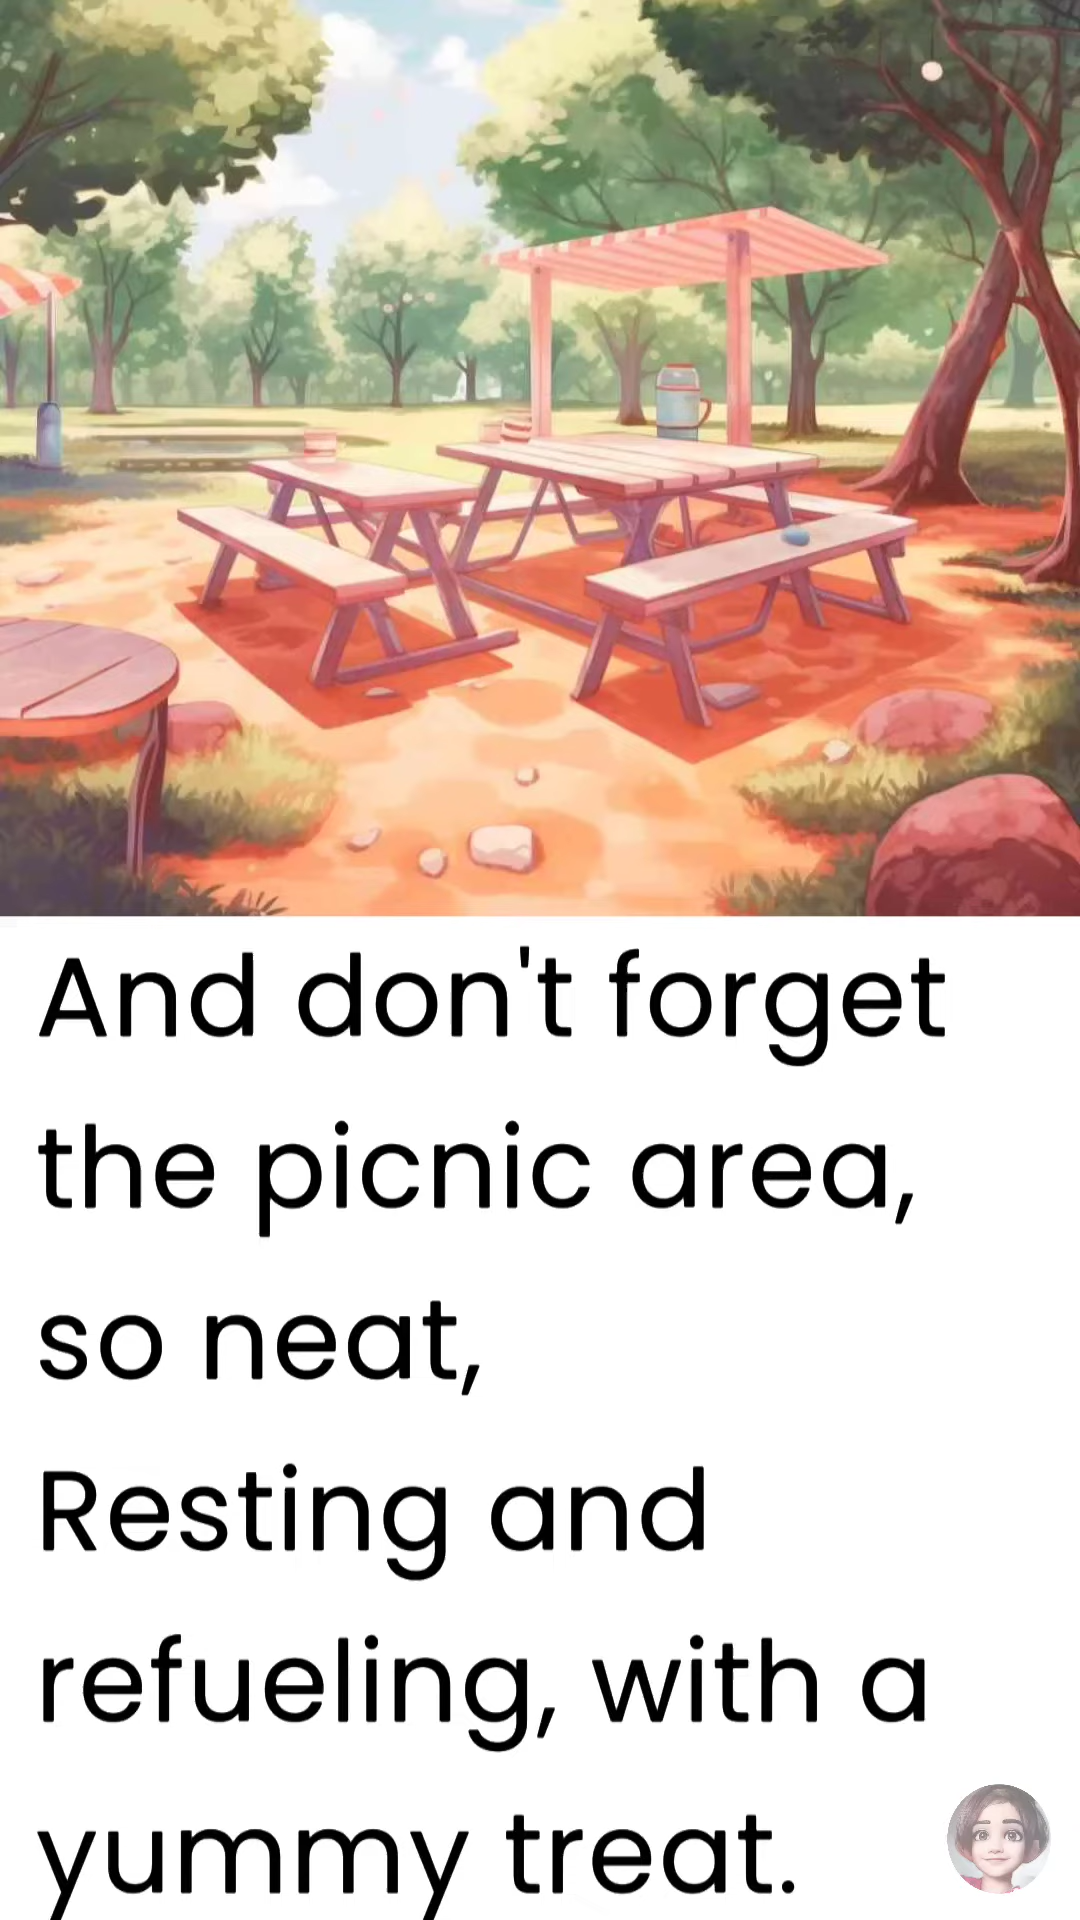 And don't forget
the picnic area,
so neat,
Resting and
refueling, with a
yummy treat.